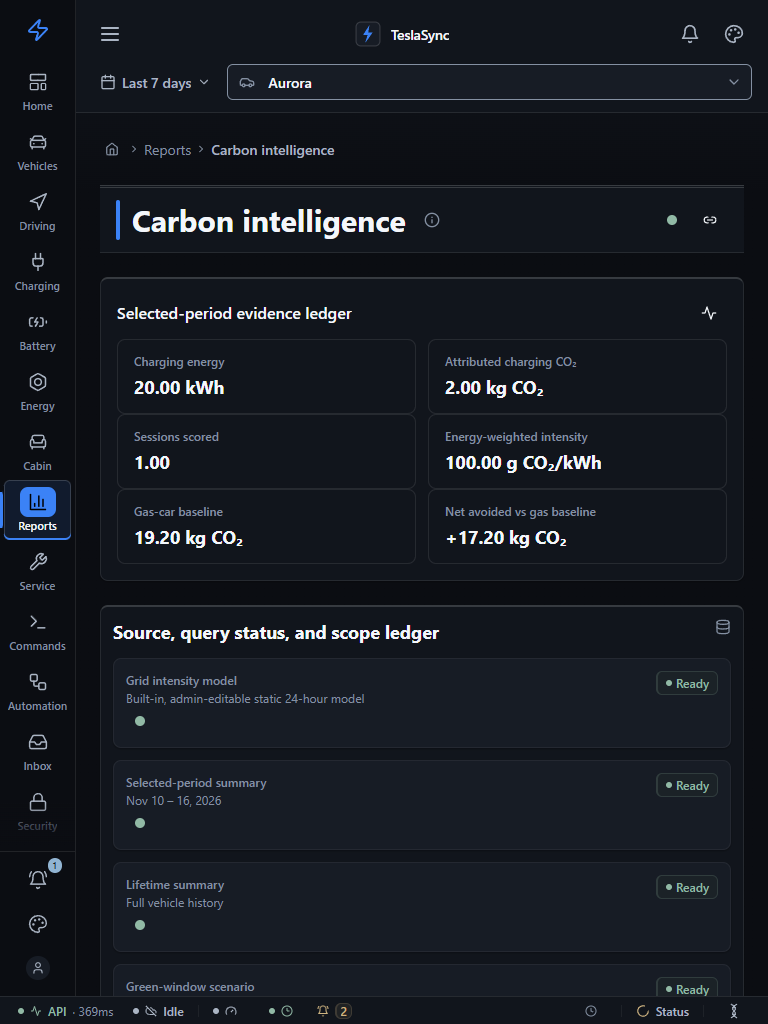 TeslaSync
Last 7 days
Aurora
Home
Vehicles
Driving
Charging
Battery
Energy
Cabin
Reports
Service
Commands
Automation
Inbox
Security
1
Reports
Carbon intelligence
Carbon intelligence
Selected-period evidence ledger
Charging energy
20.00 kWh
Attributed charging CO₂
2.00 kg CO₂
Sessions scored
1.00
Energy-weighted intensity
100.00 g CO₂/kWh
Gas-car baseline
19.20 kg CO₂
Net avoided vs gas baseline
+17.20 kg CO₂
Source, query status, and scope ledger
Grid intensity model
Built-in, admin-editable static 24-hour model
Ready
Selected-period summary
Nov 10 – 16, 2026
Ready
Lifetime summary
Full vehicle history
Ready
Green-window scenario
Ready
API · 369ms
Idle
2
Status